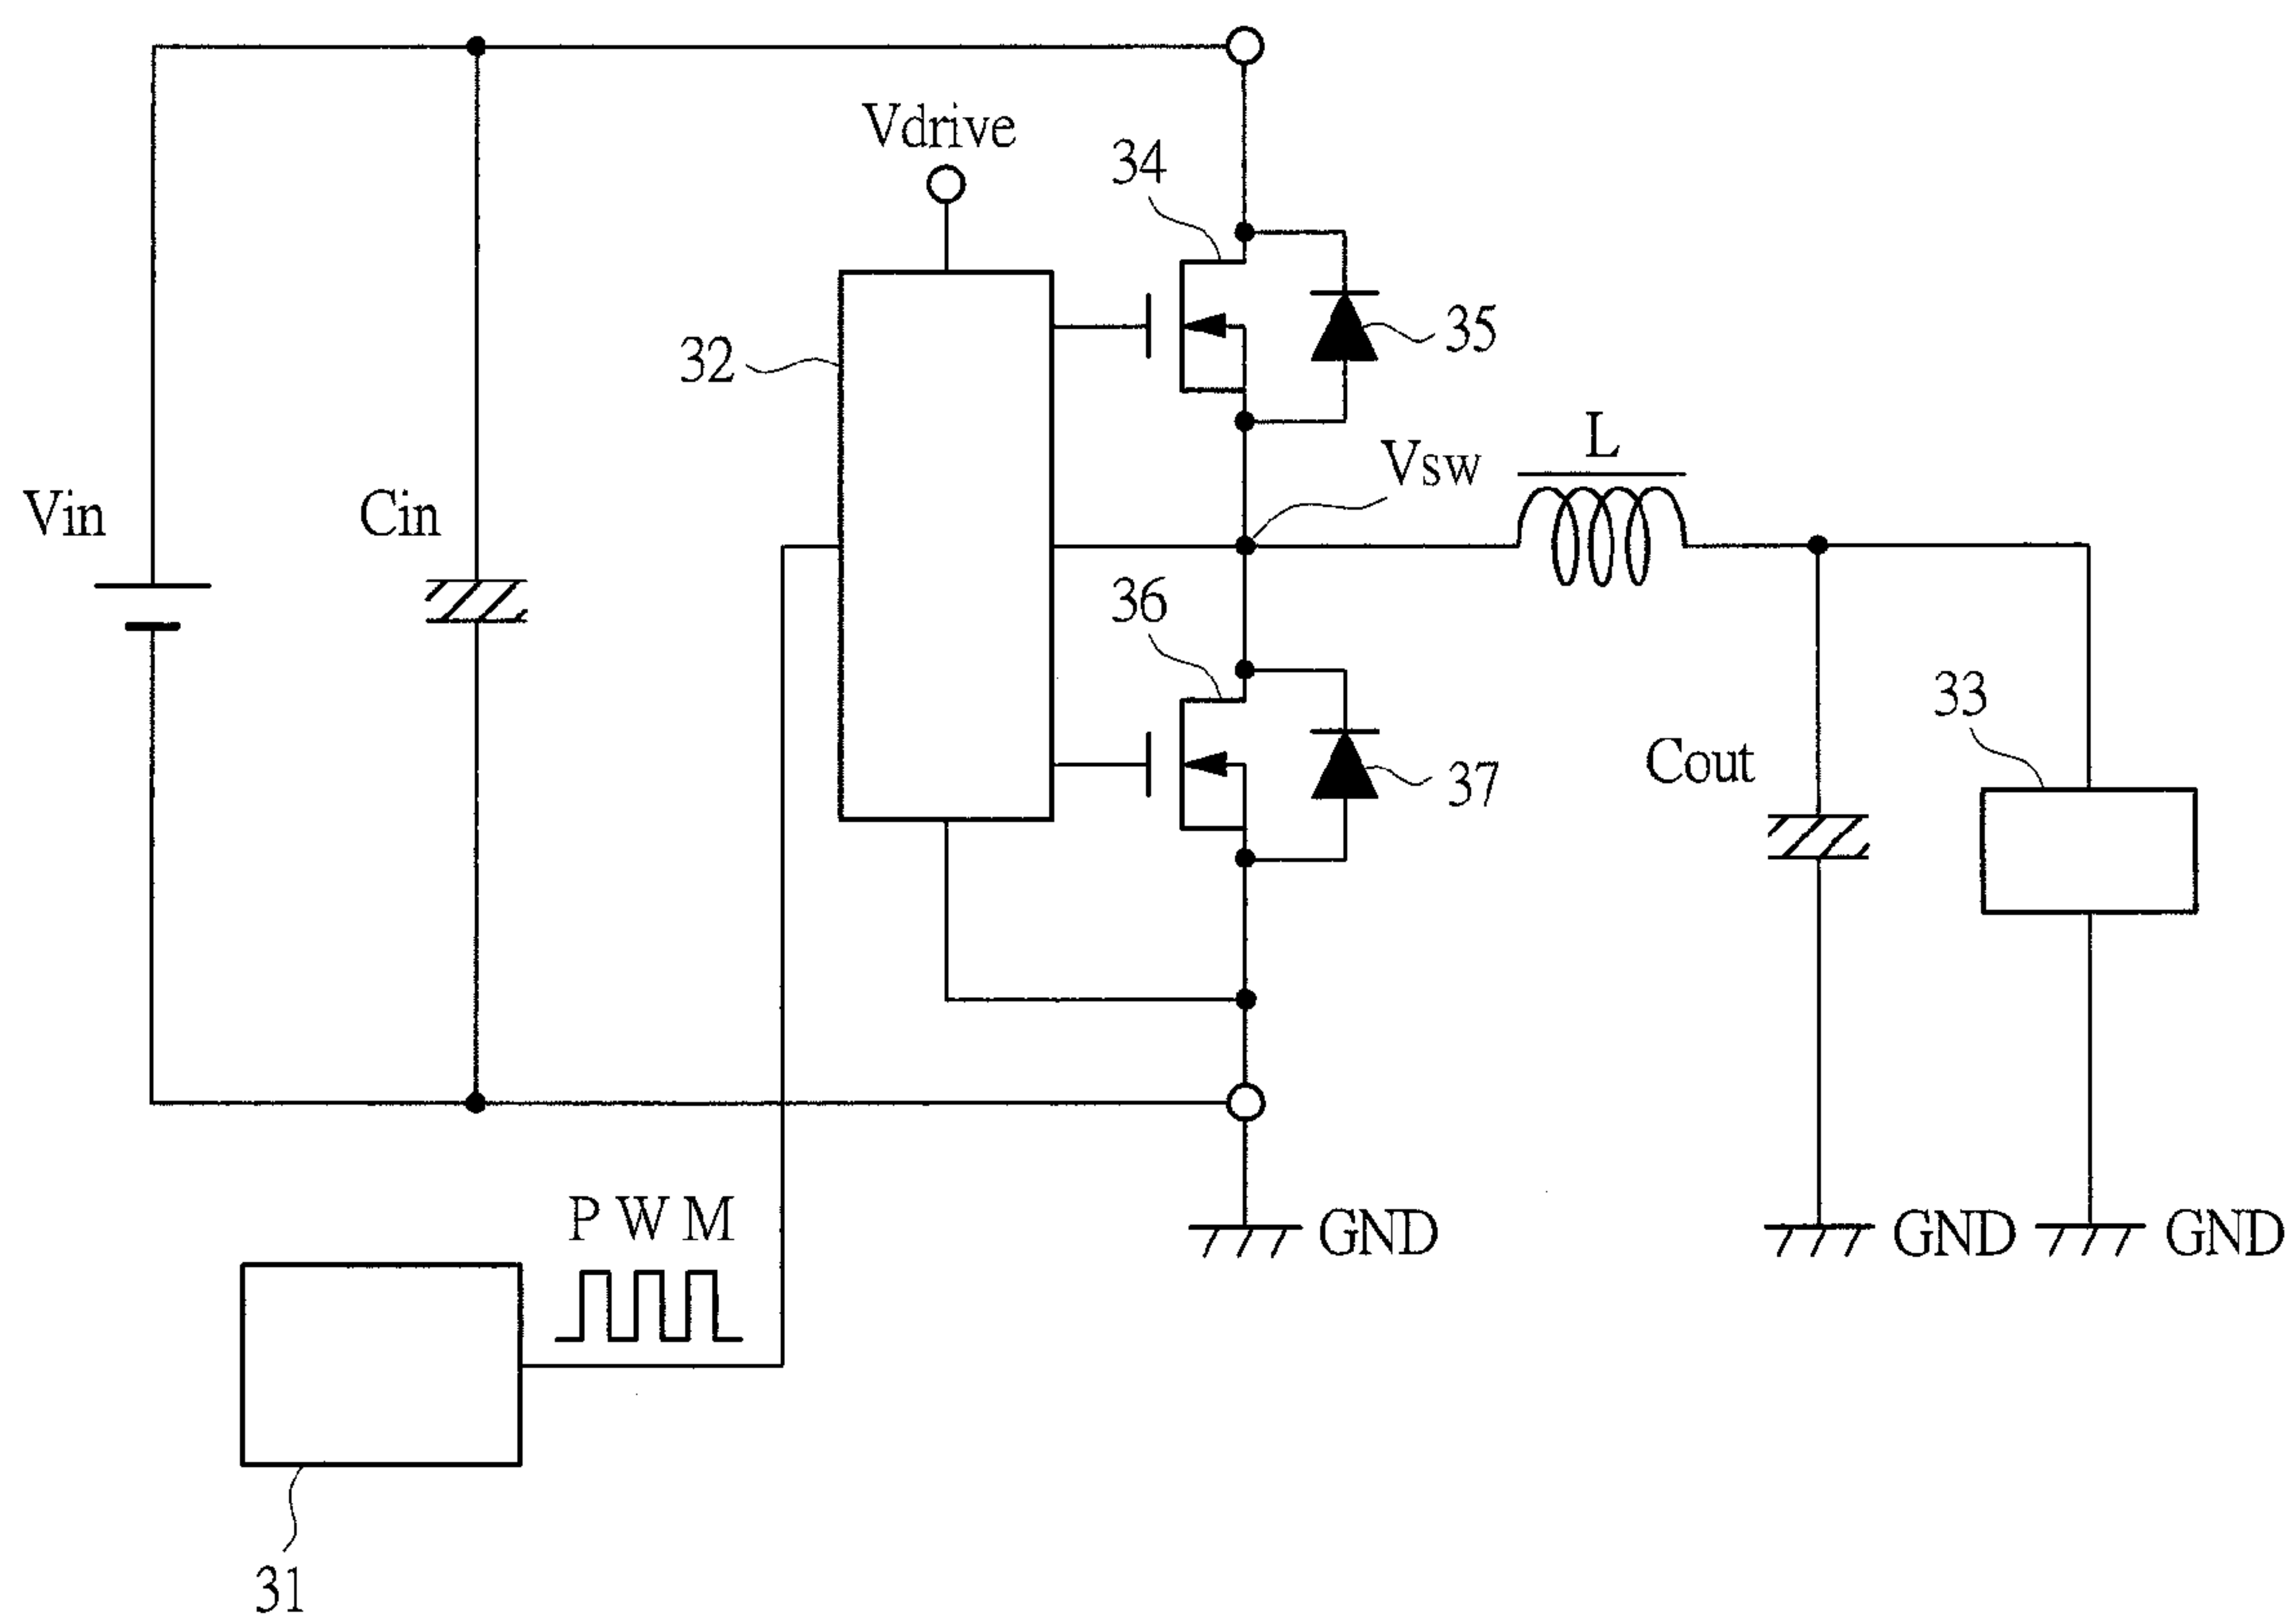 Vdrive
34
32
35
L
Vsw
Vin
Cin
36
33
Cout
37
PWM
GND
GND
GND
31